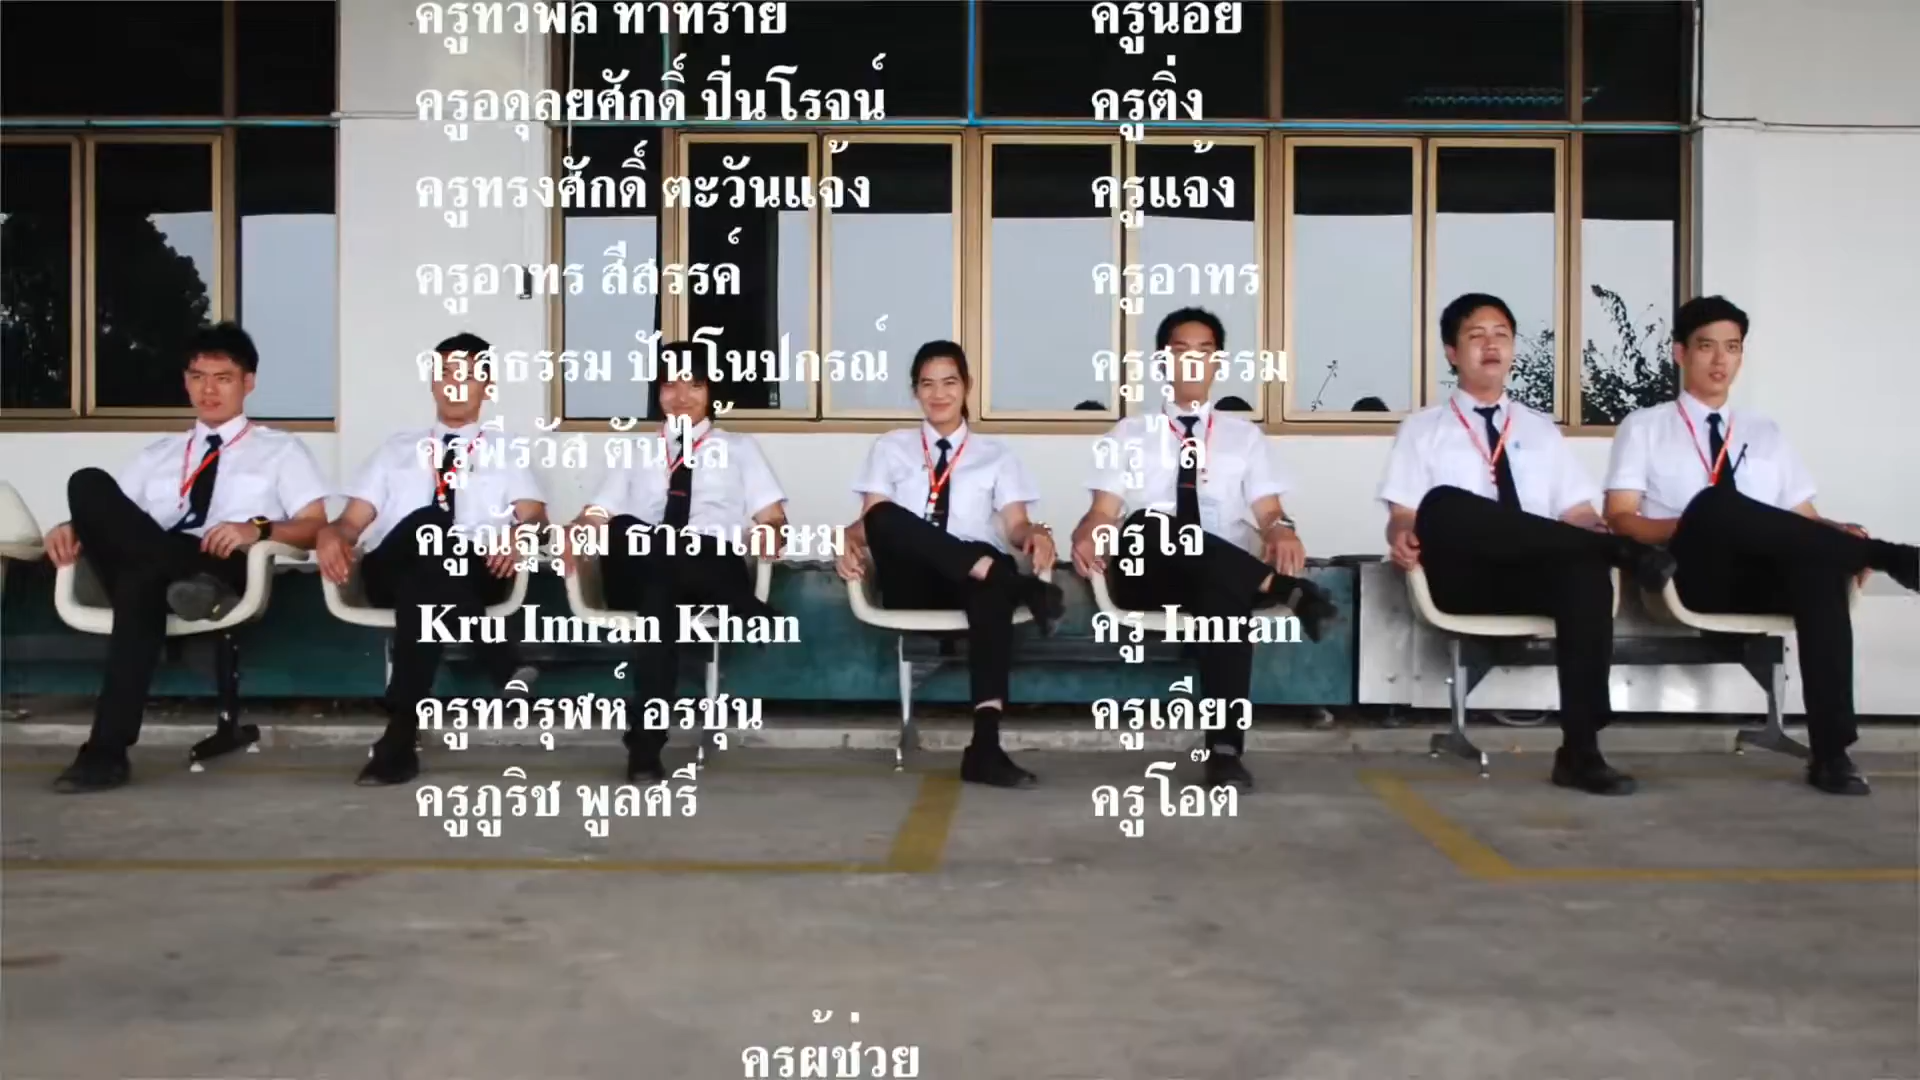 ครูทวีพล ทาทราย ครูน้อย
ครูอดุลยศักดิ์ ปิ่นโรจน์ ครูติ่ง
ครูทรงศักดิ์ ตะวันแจ้ง ครูแจ้ง
ครูอาทร สีสรรค์ ครูอาทร
ครูสุธรรม ปันโนปกรณ์ ครูสุธรรม
ครูพีรวัส ตันไล้ ครูไล้
ครูณัฐวุฒิ ธาราเกษม ครูโจ
Kru Imran Khan ครู Imran
ครูทวิรุฬห์ อรชุน ครูเดียว
ครูภูริช พูลศรี ครูโอ๊ต
ครูผู้ช่วย